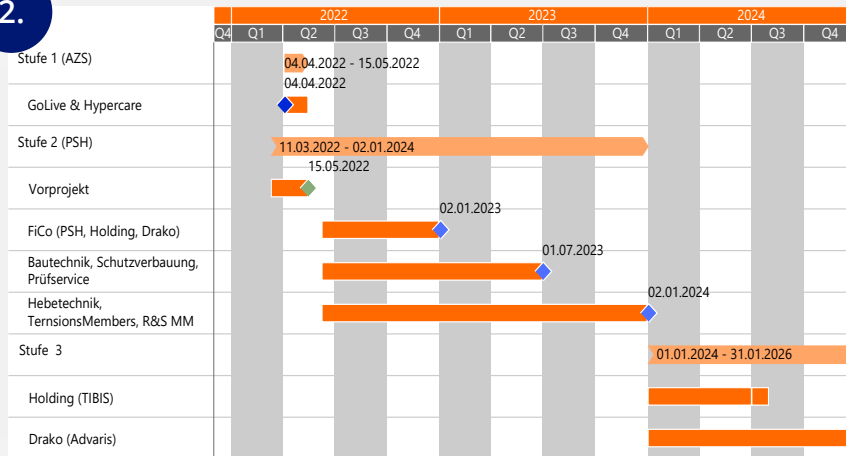 2.
2022 2023 2024
Q4 Q1 Q2 Q3 Q4 Q1 Q2 Q3 Q4 Q1 Q2 Q3 Q4
Stufe 1 (AZS)
04.04.2022 - 15.05.2022
04.04.2022
GoLive & Hypercare
Stufe 2 (PSH)
11.03.2022 - 02.01.2024
15.05.2022
Vorprojekt
02.01.2023
FiCo (PSH, Holding, Drako)
01.07.2023
Bautechnik, Schutzverbauung,
Prüfservice
02.01.2024
Hebetechnik,
TernsionsMembers, R&S MM
Stufe 3
01.01.2024 - 31.01.2026
Holding (TIBIS)
Drako (Advaris)